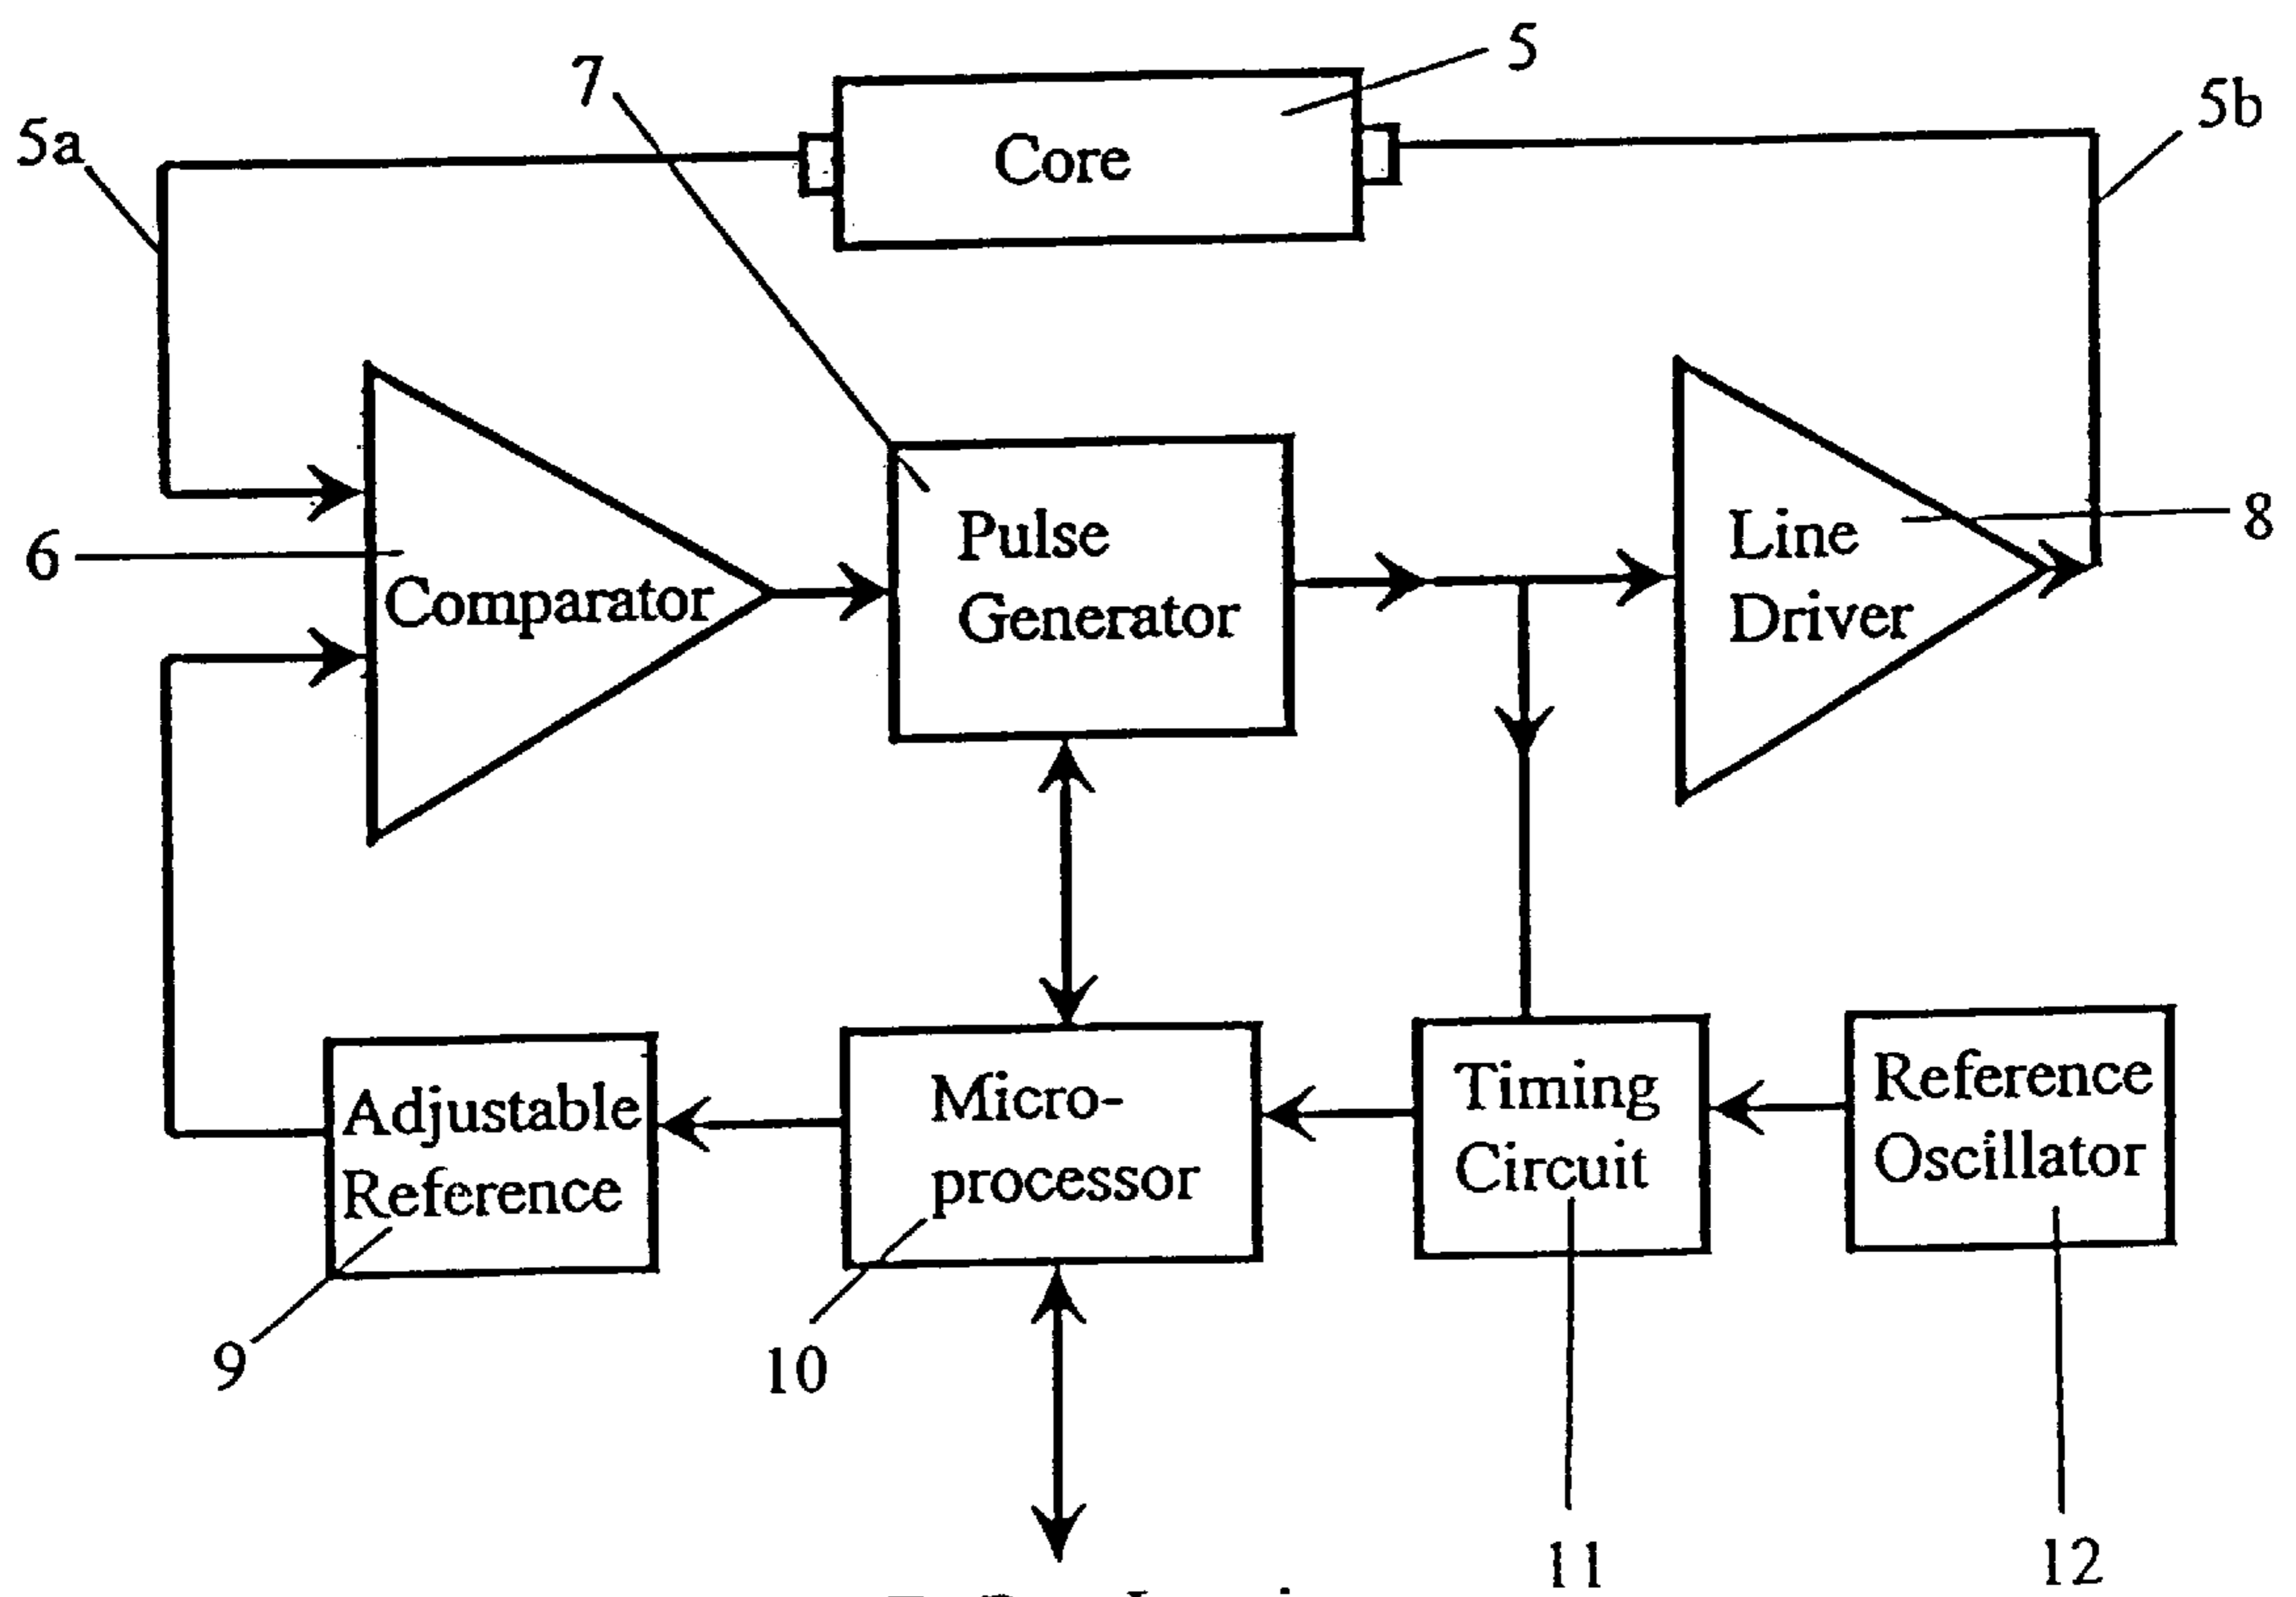 5
7
5b
5a
Core
8
Pulse
Line
6
Comparator
Generator
Driver
Adjustable
Reference
Micro-
processor
Timing
Circuit
Reference
Oscillator
9
10
11
12